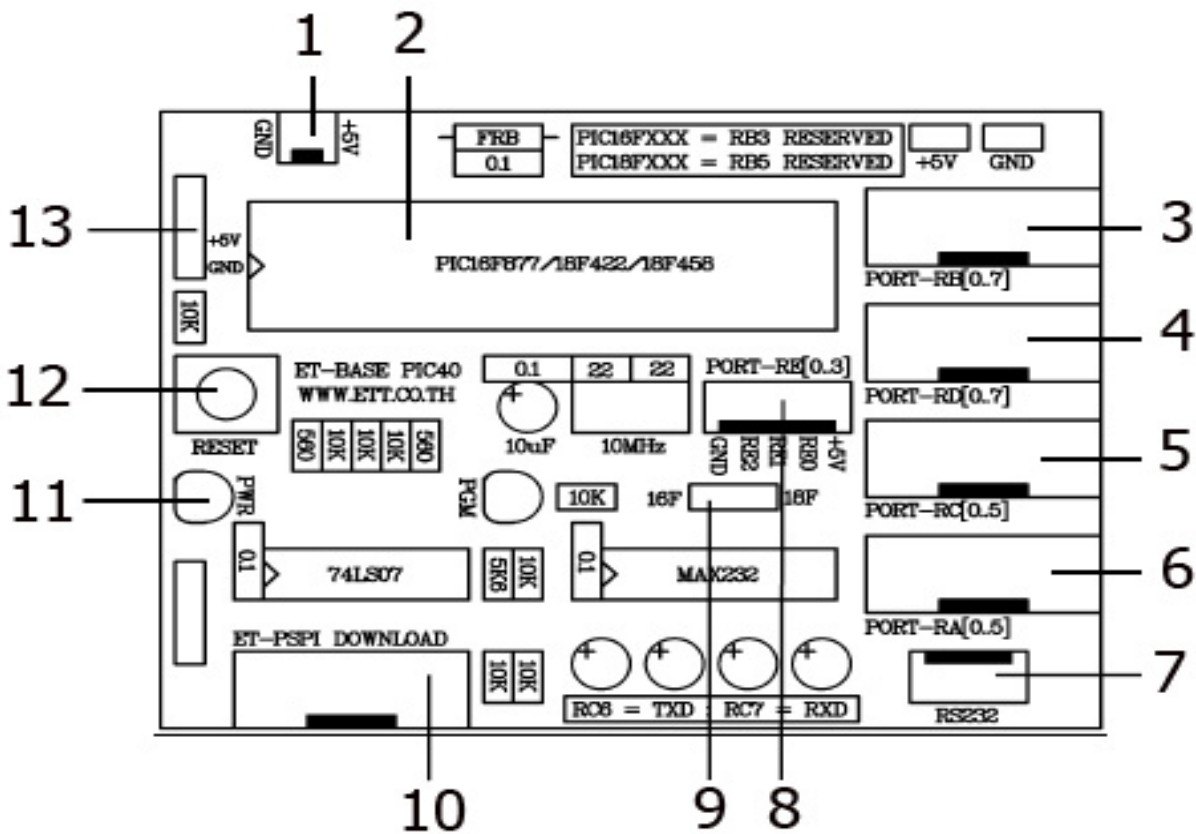 1
2
GND
+5V
FRB
0.1
PIC16FXXX = RB3 RESERVED
PIC18FXXX = RB5 RESERVED
+5V
GND
13
+5V
GND
PIC16F877/18F422/18F458
3
PORT-RB[0..7]
10K
4
PORT-RD[0..7]
12
RESET
ET-BASE PIC40
WWW.ETT.CO.TH
0.1
22
22
10uF
10MHz
PORT-RE[0..3]
GND
RE2
RE1
RE0
+5V
560
10K
10K
10K
560
5
PORT-RC[0..5]
11
PWR
PGM
10K
16F
18F
0.1
74LS07
5K6
10K
0.1
MAX232
6
PORT-RA[0..5]
ET-PSPI DOWNLOAD
10K
10K
RC6 = TXD : RC7 = RXD
7
RS232
10
9
8